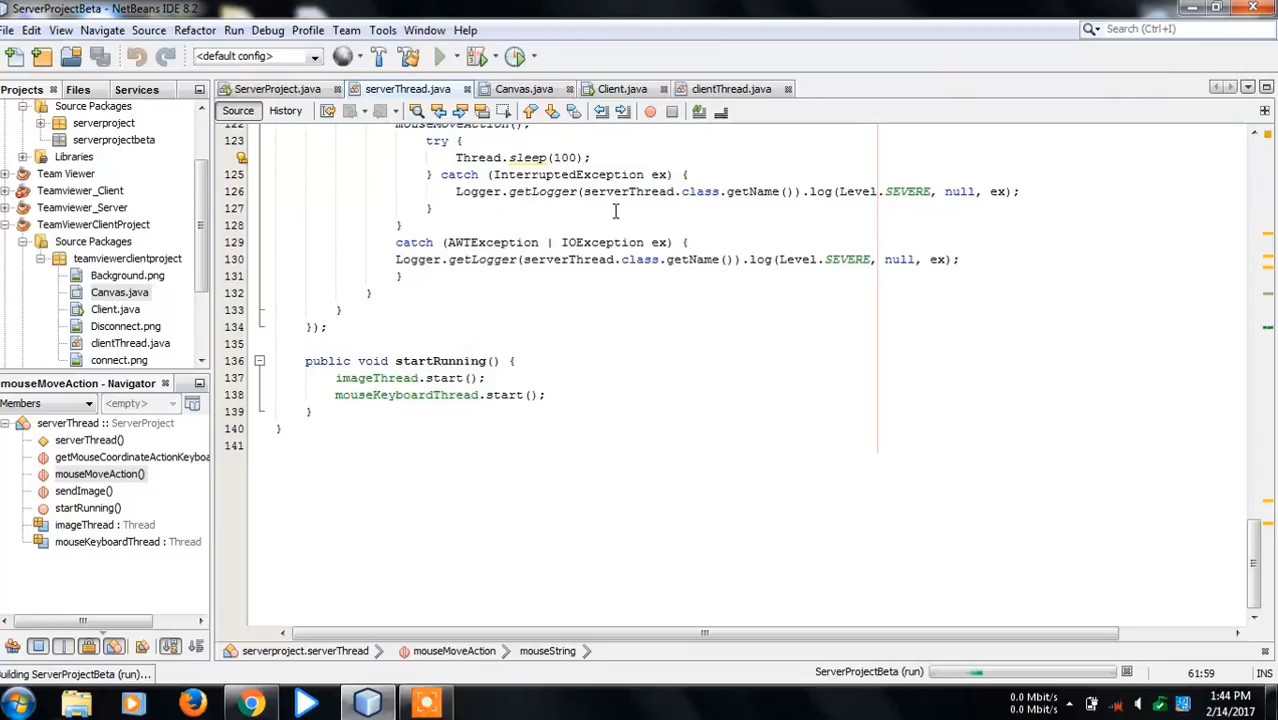 ServerProjectBeta - NetBeans IDE 8.2
File Edit View Navigate Source Refactor Run Debug Profile Team Tools Window Help
Search (Ctrl+I)
<default config>
Projects Files Services
ServerProject.java serverThread.java Canvas.java Client.java clientThread.java
Source History
Source Packages
serverproject
serverprojectbeta
Libraries
Team Viewer
Teamviewer_Client
Teamviewer_Server
TeamViewerClientProject
Source Packages
teamviewerclientproject
Background.png
Canvas.java
Client.java
Disconnect.png
clientThread.java
connect.png
mouseMoveAction - Navigator
Members <empty>
serverThread :: ServerProject
serverThread()
getMouseCoordinateActionKeyboa
mouseMoveAction()
sendImage()
startRunning()
imageThread : Thread
mouseKeyboardThread : Thread
122 mouseMoveAction();
123 try {
Thread.sleep(100);
125 } catch (InterruptedException ex) {
126 Logger.getLogger(serverThread.class.getName()).log(Level.SEVERE, null, ex);
127 }
128 }
129 catch (AWTException | IOException ex) {
130 Logger.getLogger(serverThread.class.getName()).log(Level.SEVERE, null, ex);
131 }
132 }
133 }
134 });
135
136 public void startRunning() {
137 imageThread.start();
138 mouseKeyboardThread.start();
139 }
140 }
141
serverproject.serverThread mouseMoveAction mouseString
Building ServerProjectBeta (run)...
ServerProjectBeta (run) 61:59 INS
0.0 Mbit/s
0.0 Mbit/s
1:44 PM
2/14/2017